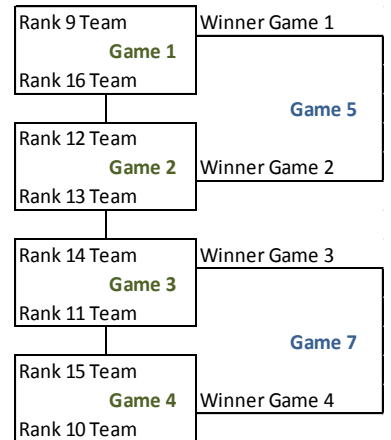 Rank 9 Team
Winner Game 1
Game 1
Rank 16 Team
Game 5
Rank 12 Team
Game 2
Winner Game 2
Rank 13 Team
Rank 14 Team
Winner Game 3
Game 3
Rank 11 Team
Game 7
Rank 15 Team
Game 4
Winner Game 4
Rank 10 Team